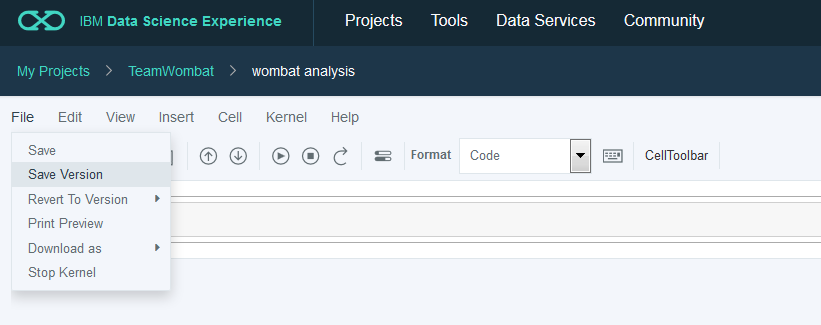 IBM Data Science Experience Projects Tools Data Services Community
My Projects > TeamWombat > wombat analysis
File Edit View Insert Cell Kernel Help
Format Code CellToolbar
Save
Save Version
Revert To Version
Print Preview
Download as
Stop Kernel